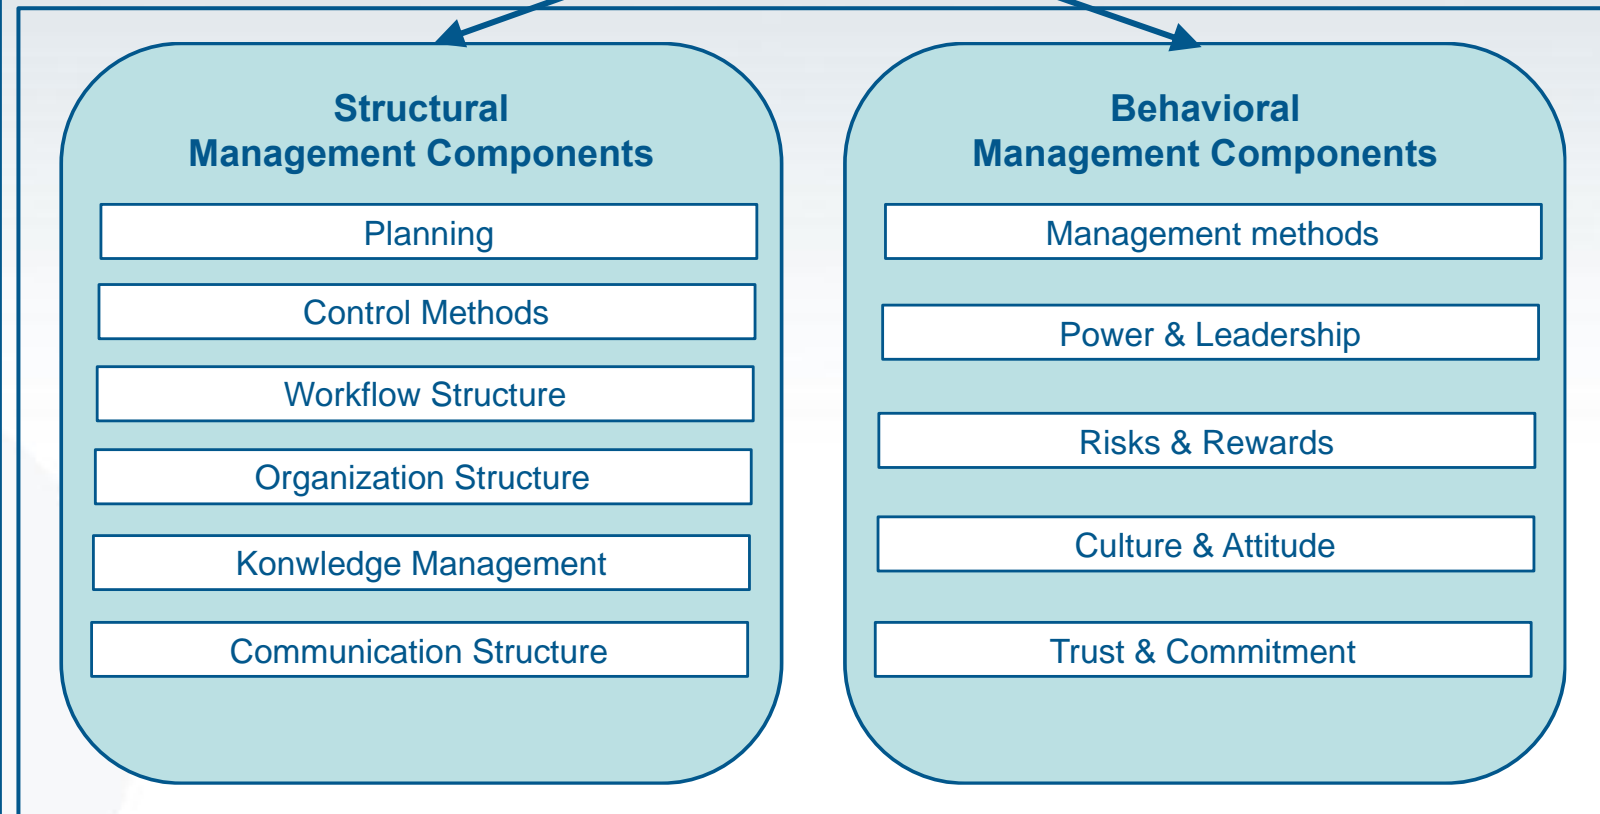 Structural
Management Components
Planning
Control Methods
Workflow Structure
Organization Structure
Konwledge Management
Communication Structure
Behavioral
Management Components
Management methods
Power & Leadership
Risks & Rewards
Culture & Attitude
Trust & Commitment